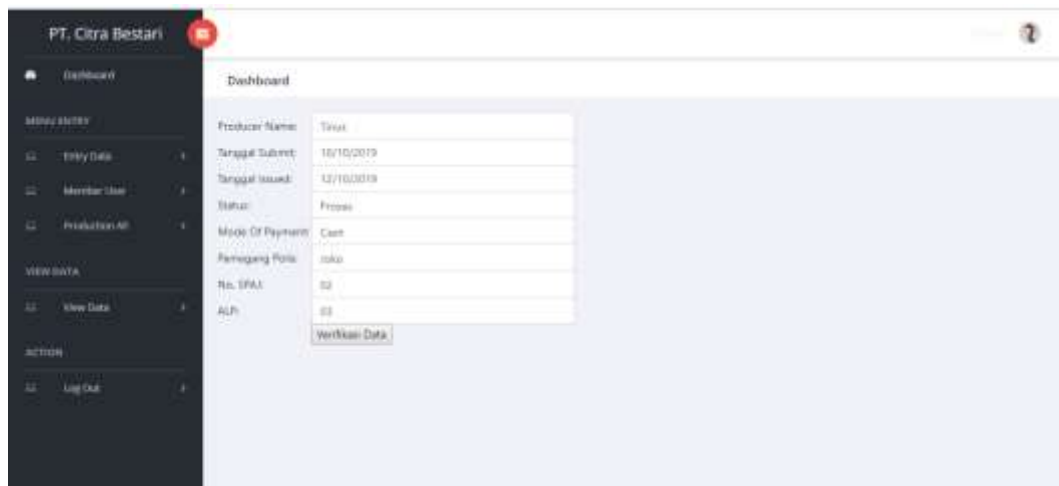 PT. Citra Bestari
Dashboard
Dashboard
MENU ENTRY
Entry Data
Member User
Production All
VIEW DATA
View Data
ACTION
Log Out
Producer Name:
Tanggal Submit: 10/10/2019
Tanggal Issued: 12/10/2019
Status: Proses
Mode Of Payment: Cash
Pemegang Polis: Joko
No. SPAJ: 02
ALP: 03
Verifikasi Data